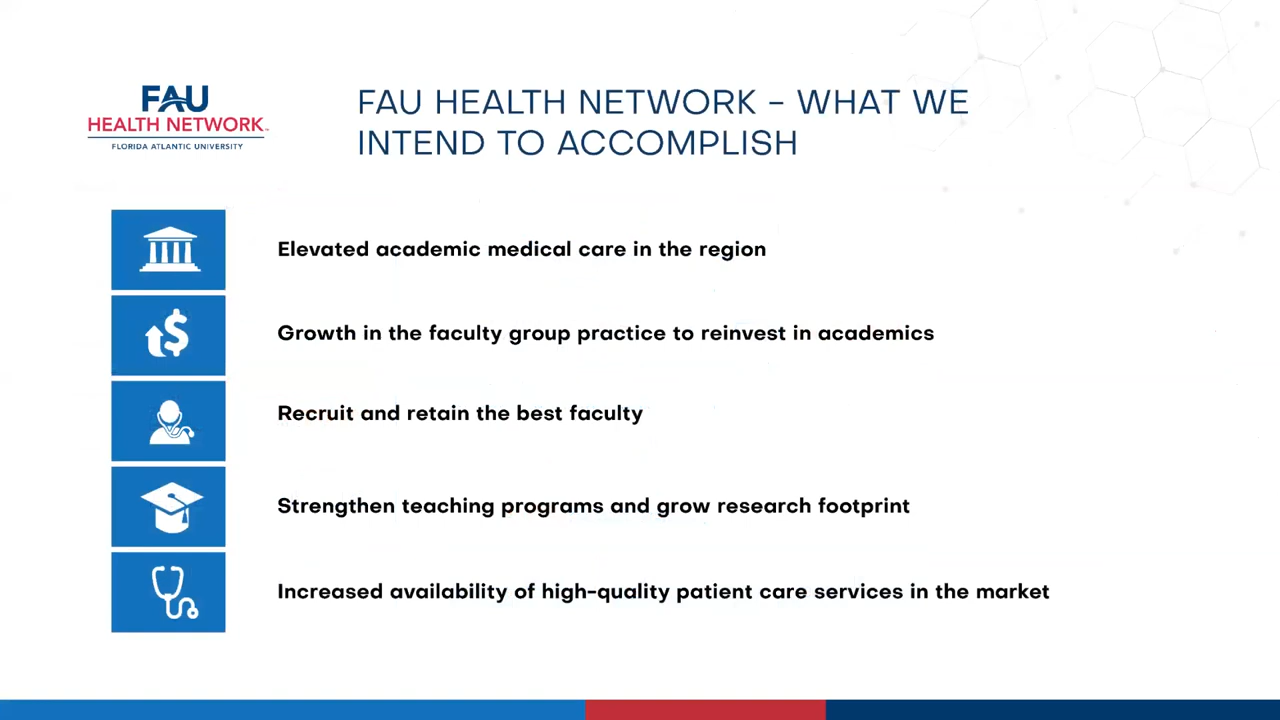 FAU
HEALTH NETWORK™
FLORIDA ATLANTIC UNIVERSITY
FAU HEALTH NETWORK – WHAT WE
INTEND TO ACCOMPLISH
Elevated academic medical care in the region
Growth in the faculty group practice to reinvest in academics
Recruit and retain the best faculty
Strengthen teaching programs and grow research footprint
Increased availability of high-quality patient care services in the market